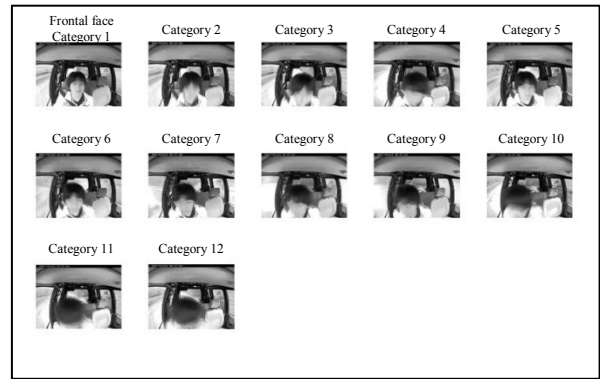 Frontal face
Category 1
Category 2
Category 3
Category 4
Category 5
Category 6
Category 7
Category 8
Category 9
Category 10
Category 11
Category 12